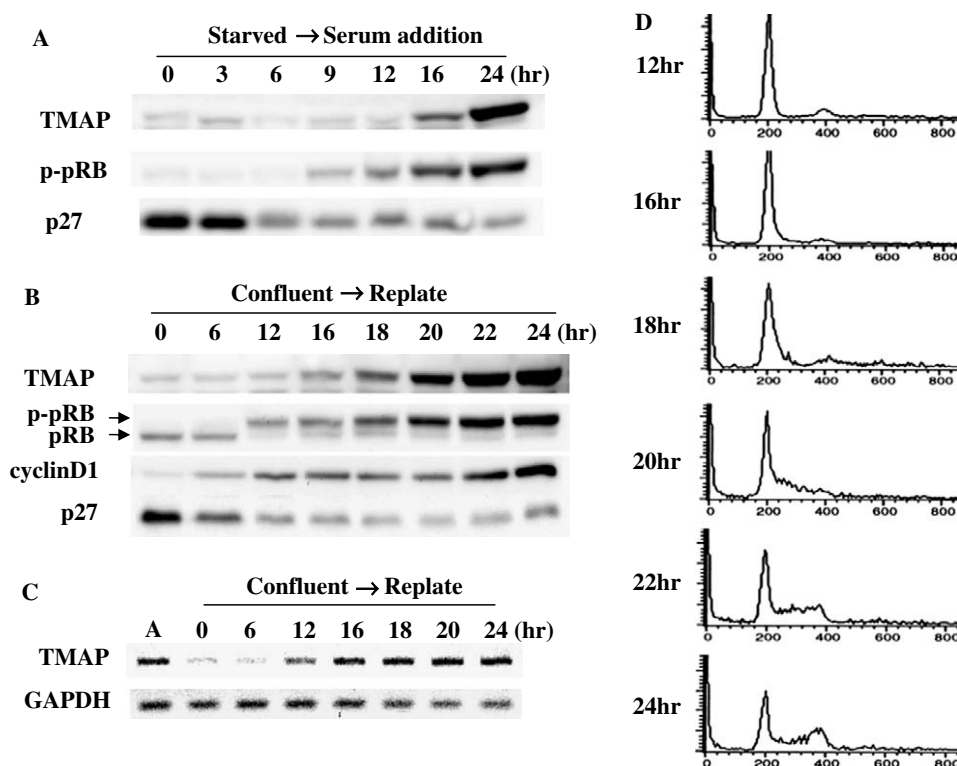 A
Starved → Serum addition
0 3 6 9 12 16 24 (hr)
TMAP
p-pRB
p27
B
Confluent → Replate
0 6 12 16 18 20 22 24 (hr)
TMAP
p-pRB
pRB
cyclinD1
p27
C
Confluent → Replate
A 0 6 12 16 18 20 24 (hr)
TMAP
GAPDH
D
12hr
0 200 400 600 800
16hr
0 200 400 600 800
18hr
0 200 400 600 800
20hr
0 200 400 600 800
22hr
0 200 400 600 800
24hr
0 200 400 600 800